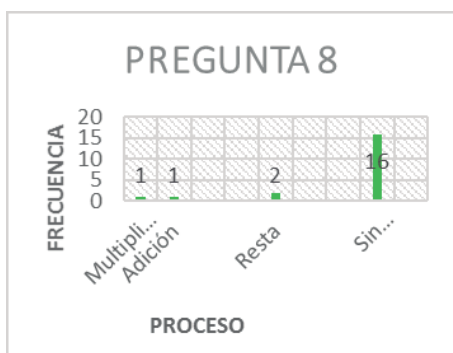 PREGUNTA 8
FRECUENCIA
20
15
10
5
0
1
1
2
16
Multipli...
Adición
Resta
Sin...
PROCESO